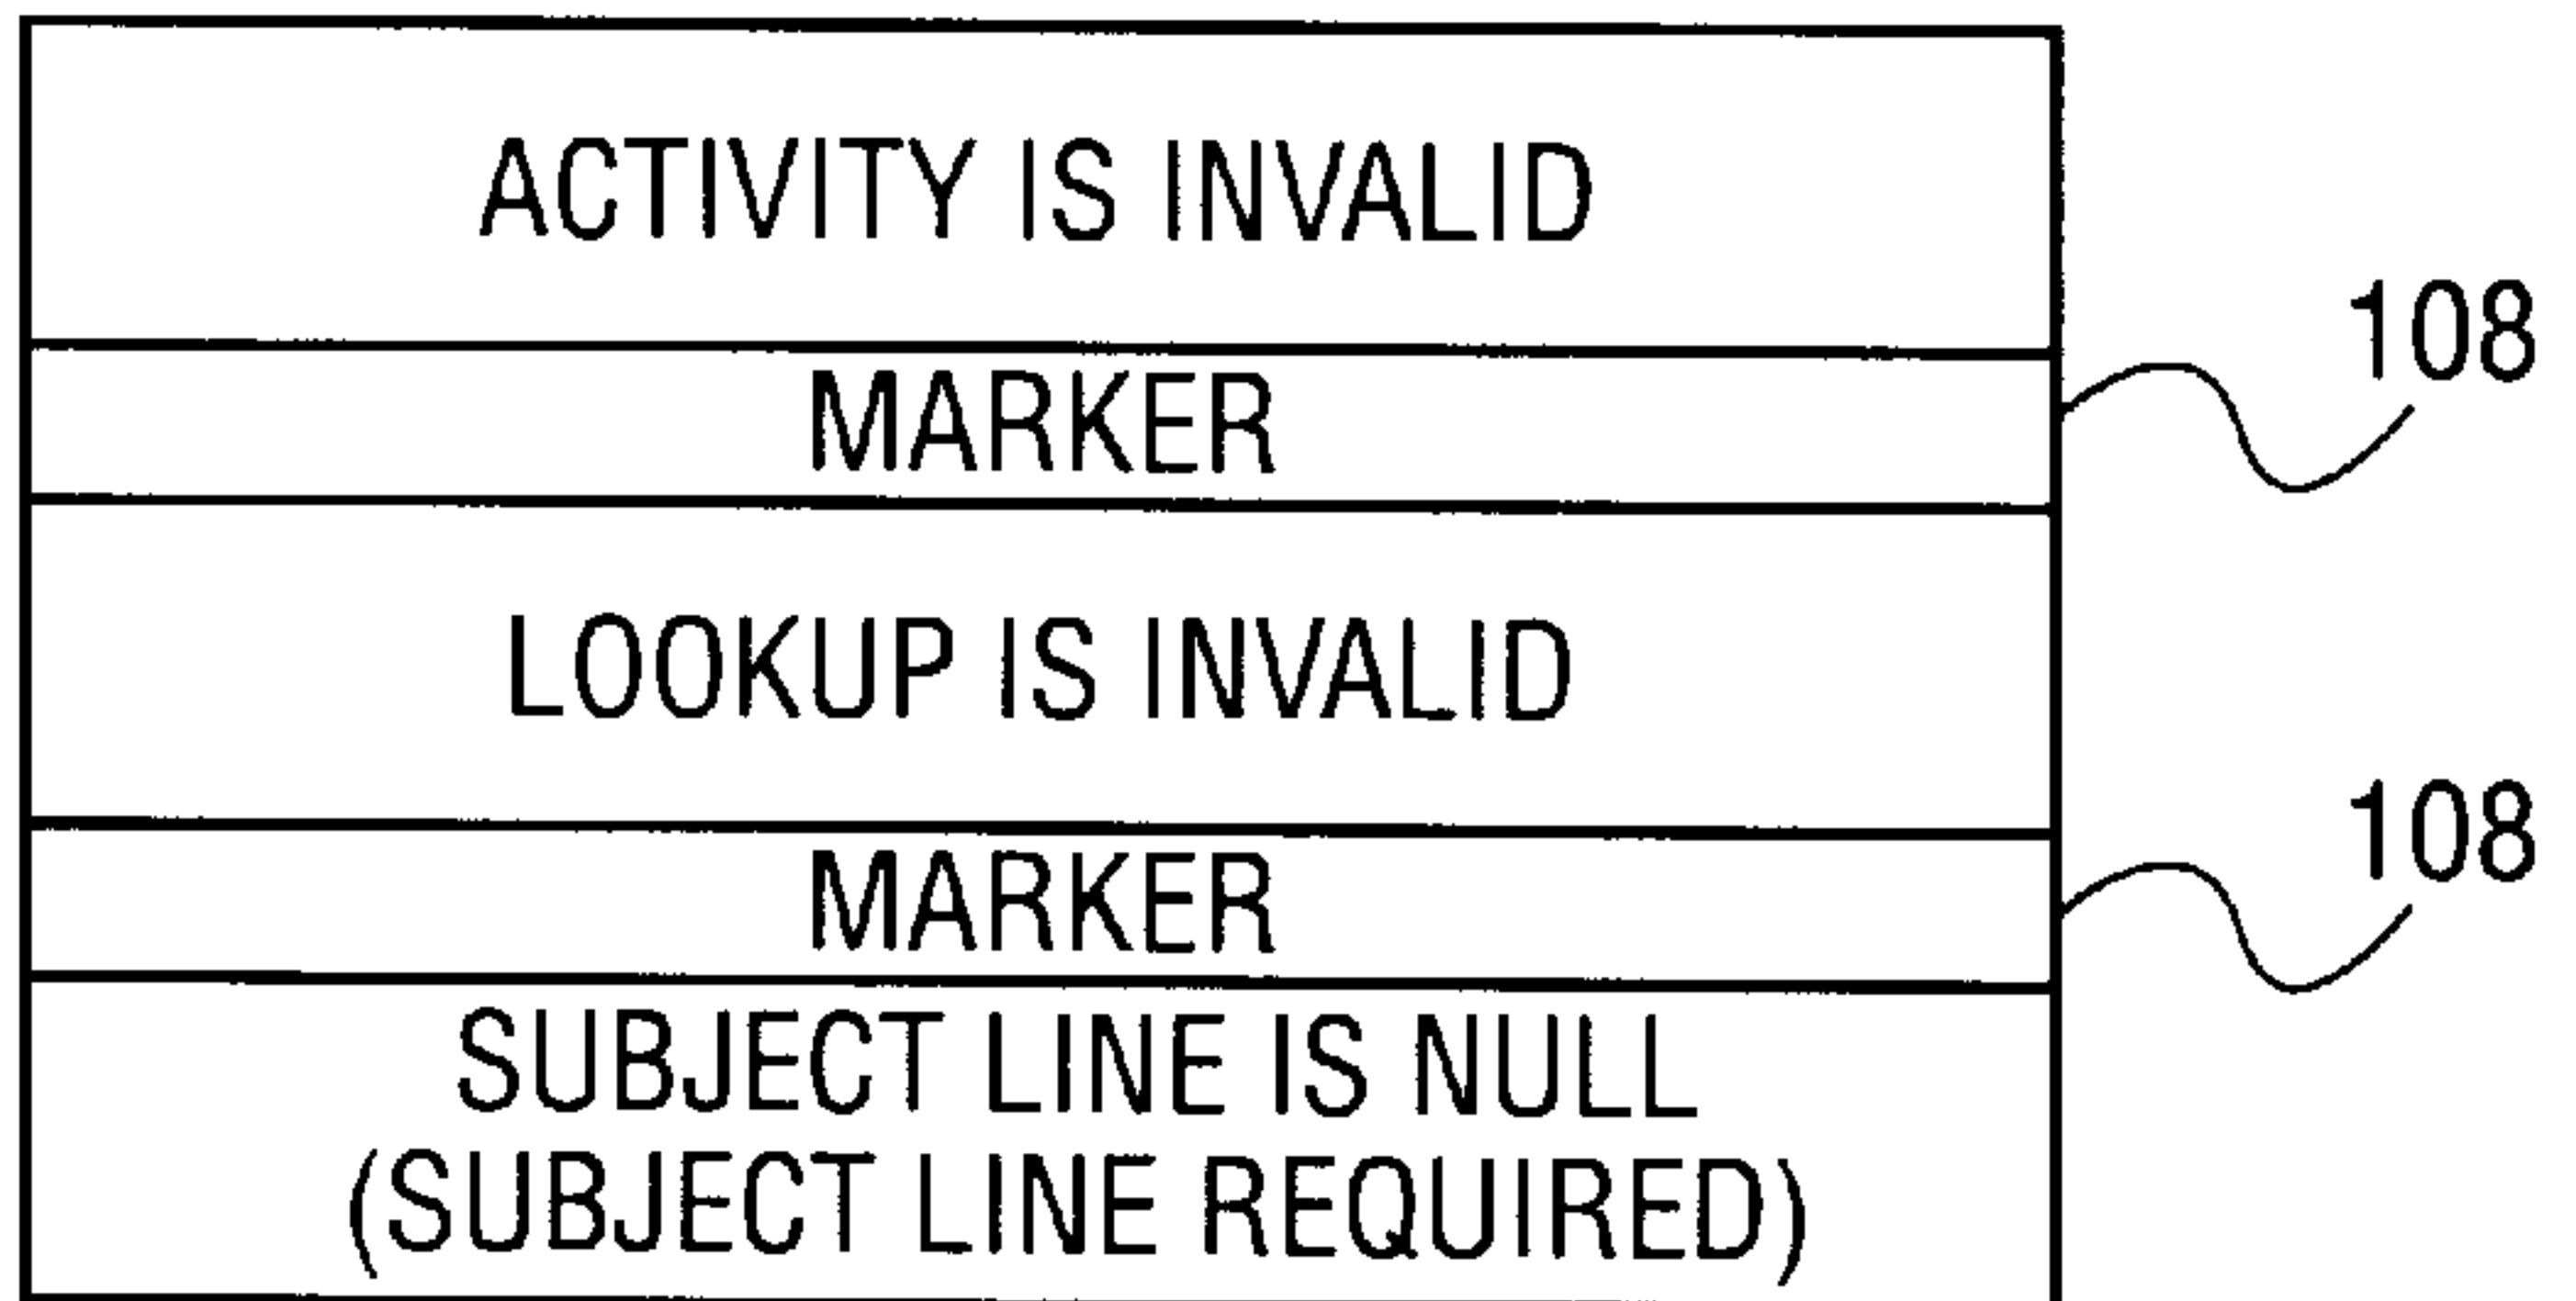 ACTIVITY IS INVALID
108
MARKER
LOOKUP IS INVALID
108
MARKER
SUBJECT LINE IS NULL
(SUBJECT LINE REQUIRED)